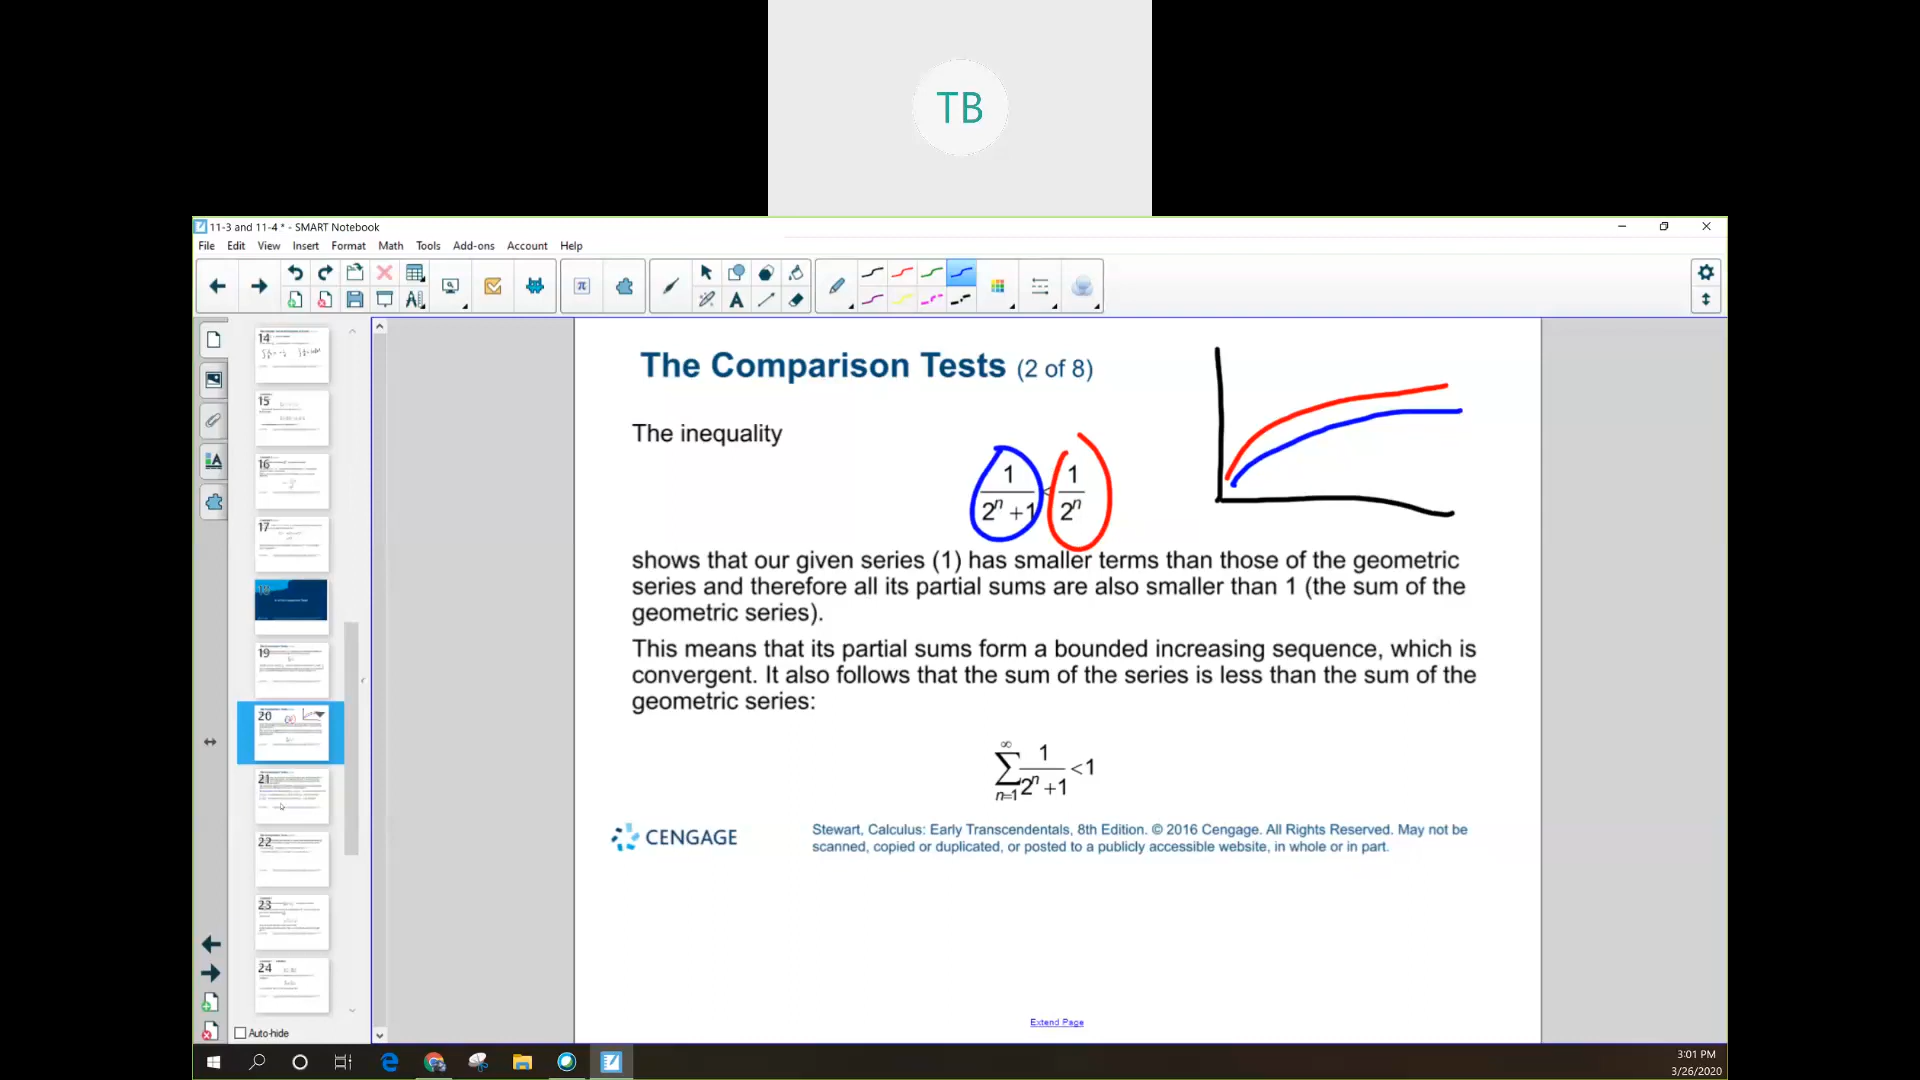 TB
11-3 and 11-4 * - SMART Notebook
File Edit View Insert Format Math Tools Add-ons Account Help
14
15
16
17
19
20
21
22
23
24
Auto-hide
The Comparison Tests (2 of 8)
The inequality
1/(2ⁿ +1) < 1/2ⁿ
shows that our given series (1) has smaller terms than those of the geometric
series and therefore all its partial sums are also smaller than 1 (the sum of the
geometric series).
This means that its partial sums form a bounded increasing sequence, which is
convergent. It also follows that the sum of the series is less than the sum of the
geometric series:
∞
∑ 1/(2ⁿ +1) <1
n=1
CENGAGE
Stewart, Calculus: Early Transcendentals, 8th Edition. © 2016 Cengage. All Rights Reserved. May not be
scanned, copied or duplicated, or posted to a publicly accessible website, in whole or in part.
Extend Page
3:01 PM
3/26/2020